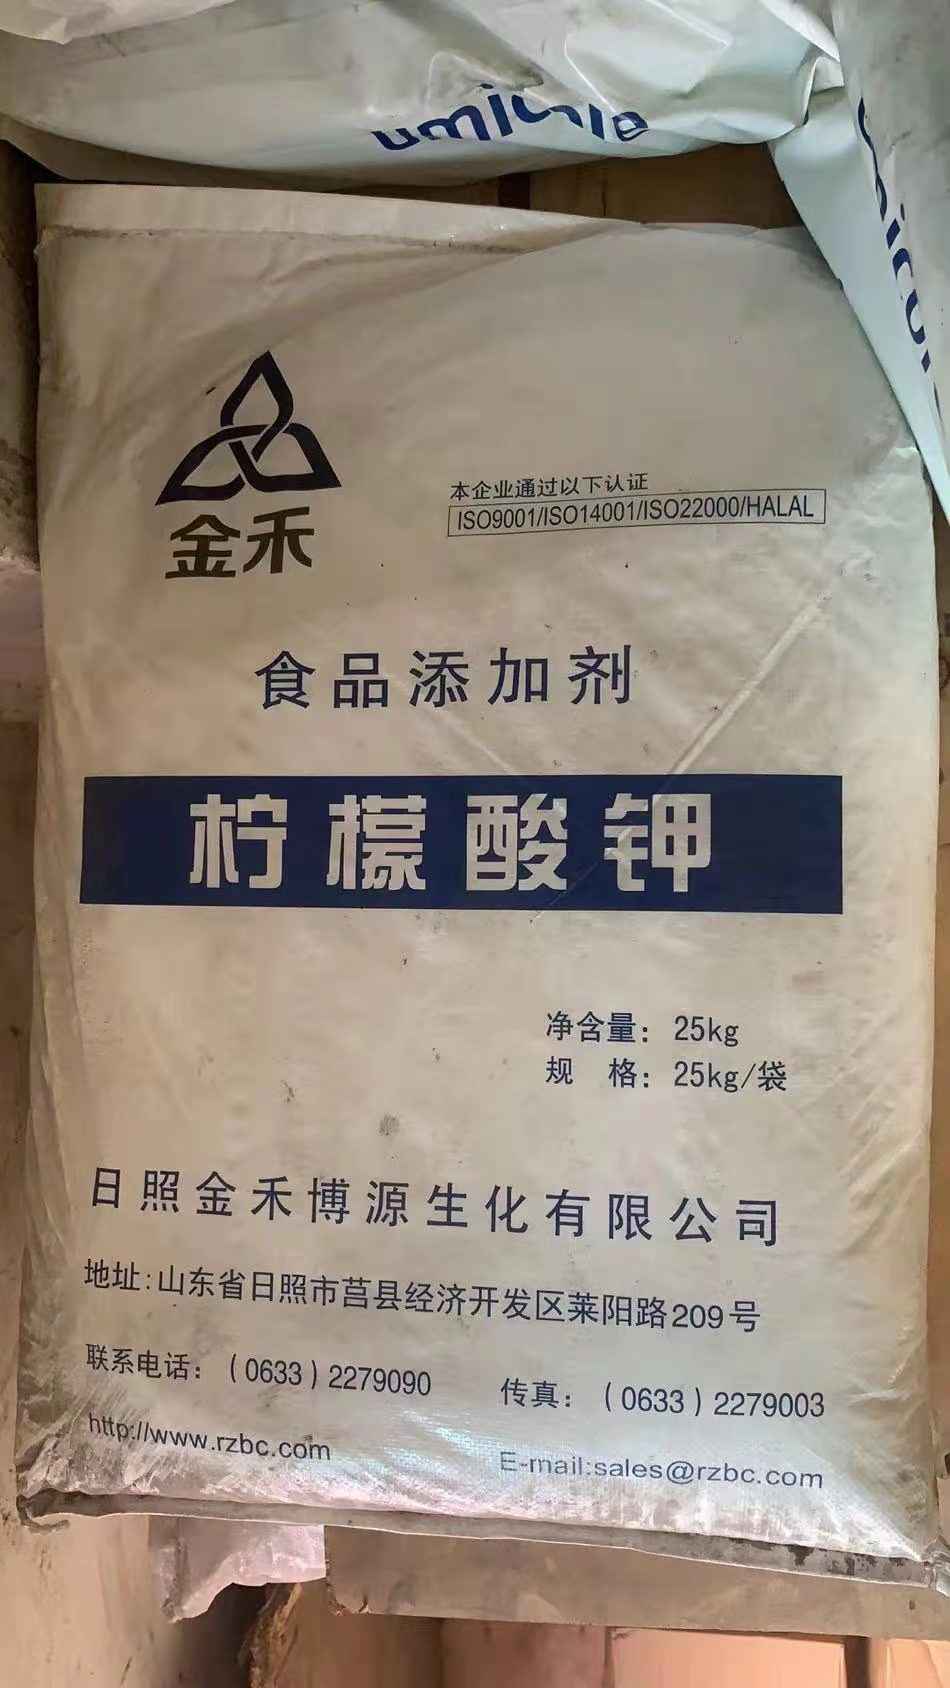 umicore
金禾
本企业通过以下认证
ISO9001/ISO14001/ISO22000/HALAL
食品添加剂
柠檬酸钾
净含量：25kg
规 格：25kg/袋
日照金禾博源生化有限公司
地址:山东省日照市莒县经济开发区莱阳路209号
联系电话：（0633）2279090
传真：（0633）2279003
http://www.rzbc.com
E-mail:sales@rzbc.com